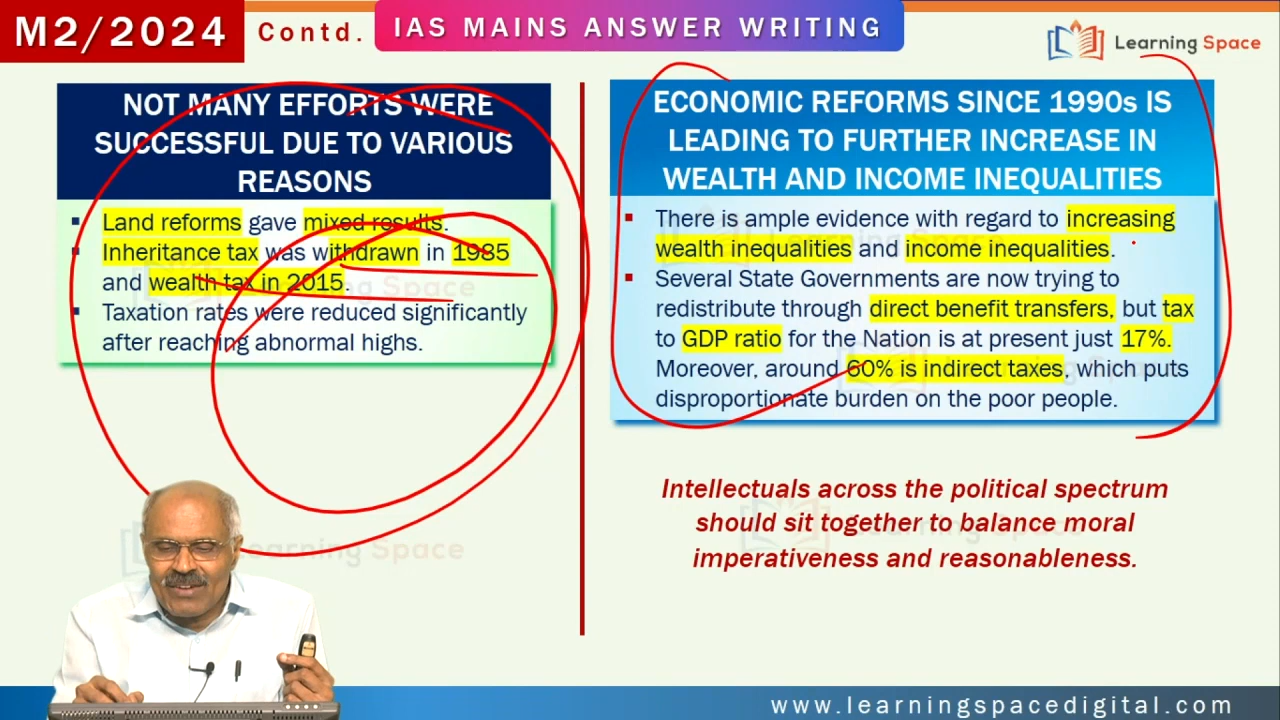 M2/2024
Contd.
IAS MAINS ANSWER WRITING
Learning Space
NOT MANY EFFORTS WERE
SUCCESSFUL DUE TO VARIOUS
REASONS
▪ Land reforms gave mixed results.
▪ Inheritance tax was withdrawn in 1985
and wealth tax in 2015.
▪ Taxation rates were reduced significantly
after reaching abnormal highs.
ECONOMIC REFORMS SINCE 1990s IS
LEADING TO FURTHER INCREASE IN
WEALTH AND INCOME INEQUALITIES
▪ There is ample evidence with regard to increasing
wealth inequalities and income inequalities.
▪ Several State Governments are now trying to
redistribute through direct benefit transfers, but tax
to GDP ratio for the Nation is at present just 17%.
Moreover, around 60% is indirect taxes, which puts
disproportionate burden on the poor people.
Intellectuals across the political spectrum
should sit together to balance moral
imperativeness and reasonableness.
Learning Space
www.learningspacedigital.com